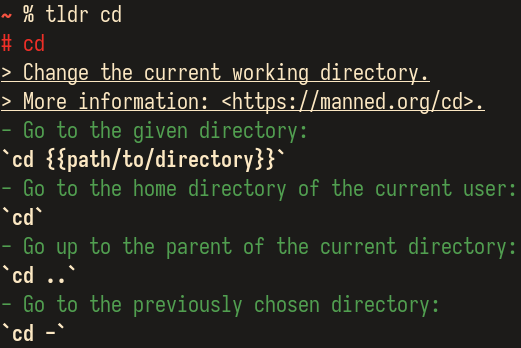 ~ % tldr cd
# cd
> Change the current working directory.
> More information: <https://manned.org/cd>.
- Go to the given directory:
`cd {{path/to/directory}}`
- Go to the home directory of the current user:
`cd`
- Go up to the parent of the current directory:
`cd ..`
- Go to the previously chosen directory:
`cd -`